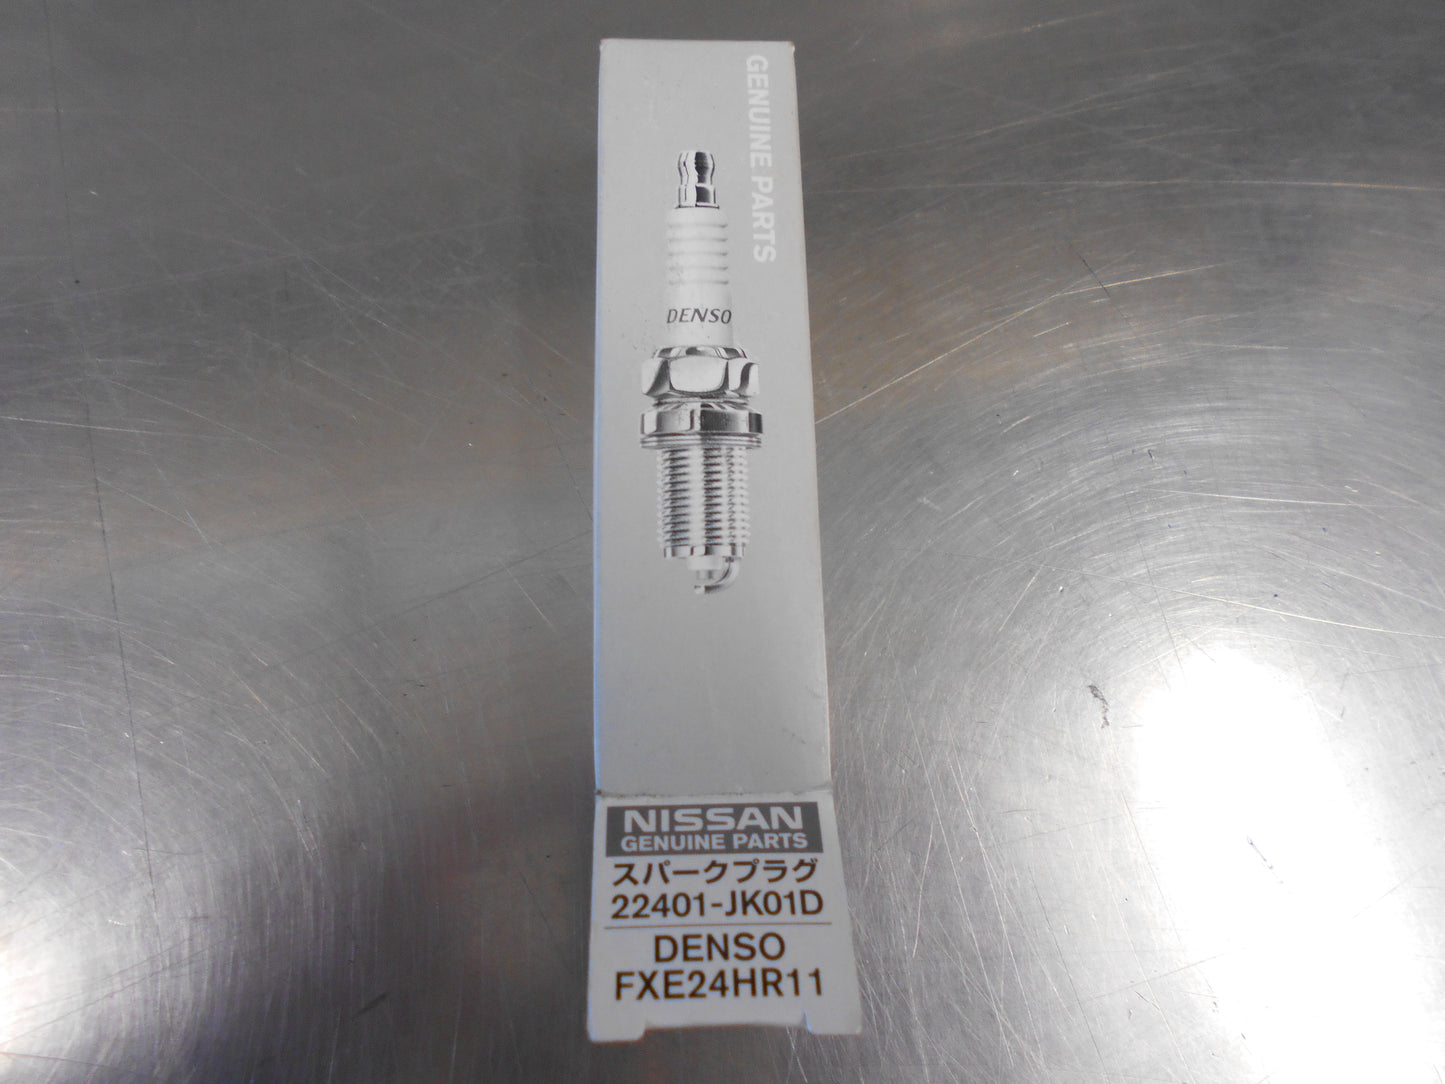 GENUINE PARTS
DENSO
NISSAN
GENUINE PARTS
スパークプラグ
22401-JK01D
DENSO
FXE24HR11